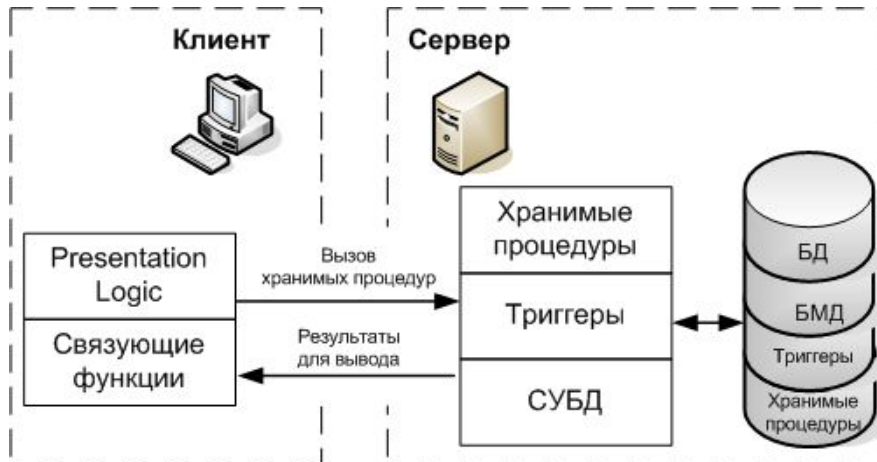 Клиент
Сервер
Presentation
Logic
Связующие
функции
Вызов
хранимых процедур
Результаты
для вывода
Хранимые
процедуры
Триггеры
СУБД
БД
БМД
Триггеры
Хранимые
процедуры